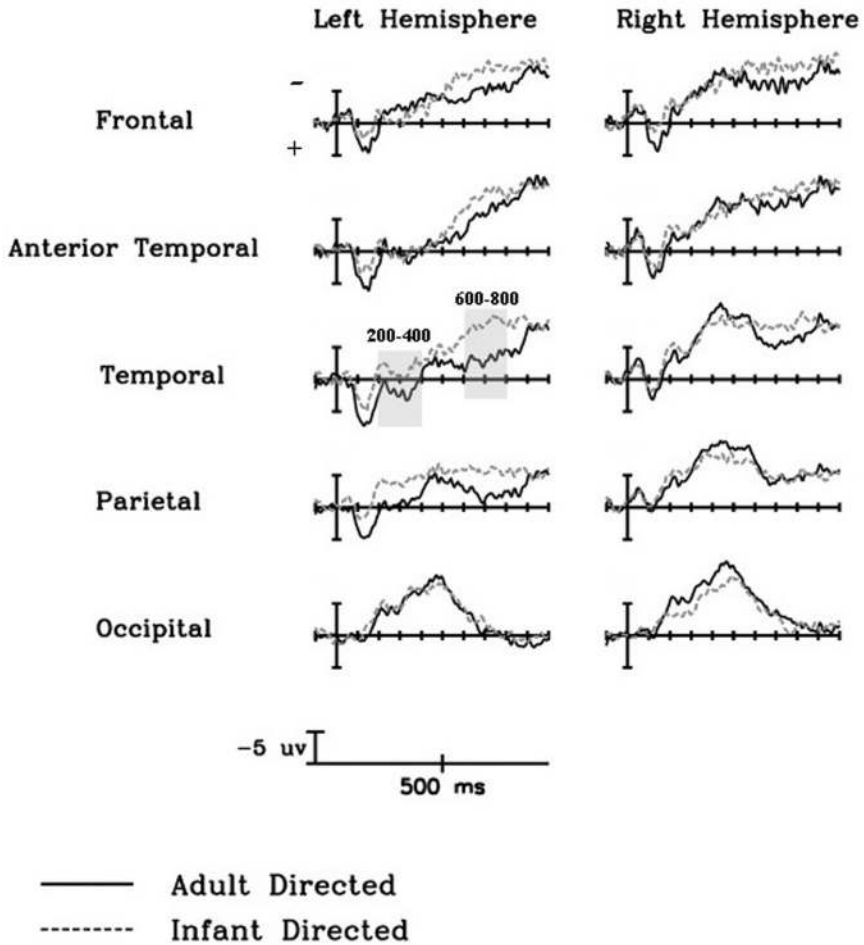 Left Hemisphere Right Hemisphere
-
Frontal
+
Anterior Temporal
600-800
200-400
Temporal
Parietal
Occipital
-5 uv
500 ms
Adult Directed
Infant Directed